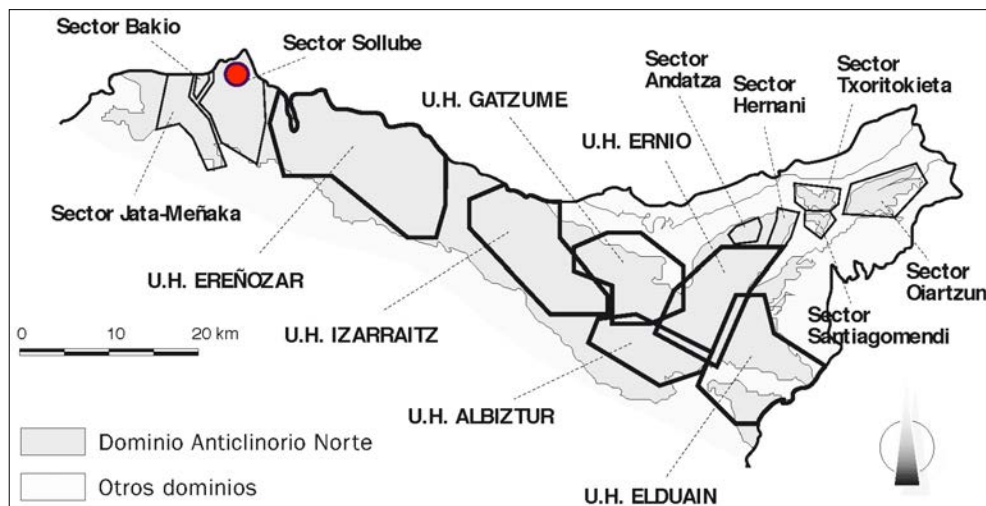 Sector Bakio
Sector Sollube
U.H. GATZUME
Sector
Andatza
Sector
Hernani
Sector
Txoritokieta
U.H. ERNIO
Sector Jata-Meñaka
U.H. EREÑOZAR
U.H. IZARRAITZ
Sector
Oiartzun
Sector
Santiagomendi
0 10 20 km
U.H. ALBIZTUR
Dominio Anticlinorio Norte
Otros dominios
U.H. ELDUAIN